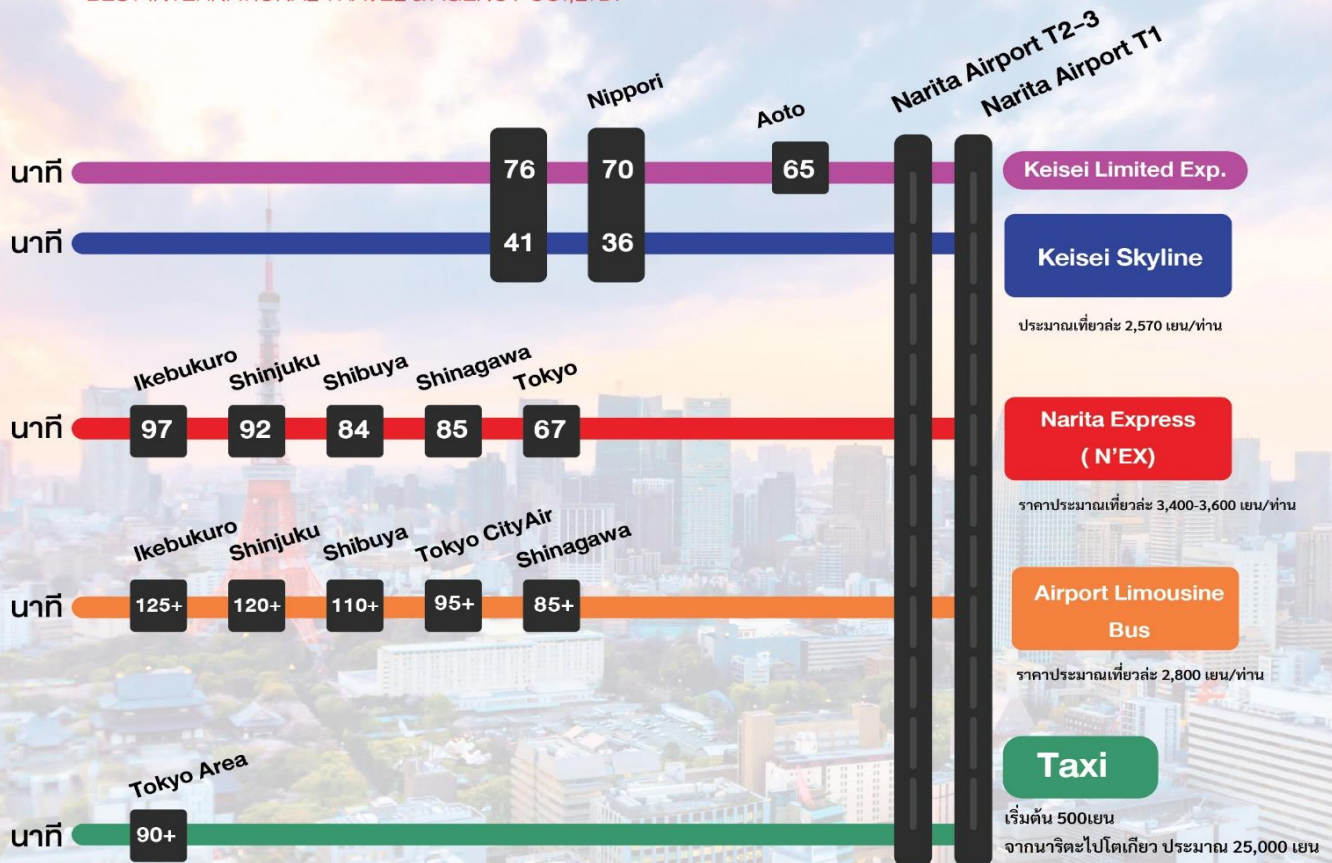 Narita Airport T2-3
Narita Airport T1
Nippori
Aoto
นาที
76
70
65
Keisei Limited Exp.
นาที
41
36
Keisei Skyline
ประมาณเที่ยวล่ะ 2,570 เยน/ท่าน
Ikebukuro
Shinjuku
Shibuya
Shinagawa
Tokyo
นาที
97
92
84
85
67
Narita Express
( N'EX)
ราคาประมาณเที่ยวล่ะ 3,400-3,600 เยน/ท่าน
Ikebukuro
Shinjuku
Shibuya
Tokyo CityAir
Shinagawa
นาที
125+
120+
110+
95+
85+
Airport Limousine
Bus
ราคาประมาณเที่ยวล่ะ 2,800 เยน/ท่าน
Tokyo Area
นาที
90+
Taxi
เริ่มต้น 500เยน
จากนาริตะไปโตเกียว ประมาณ 25,000 เยน